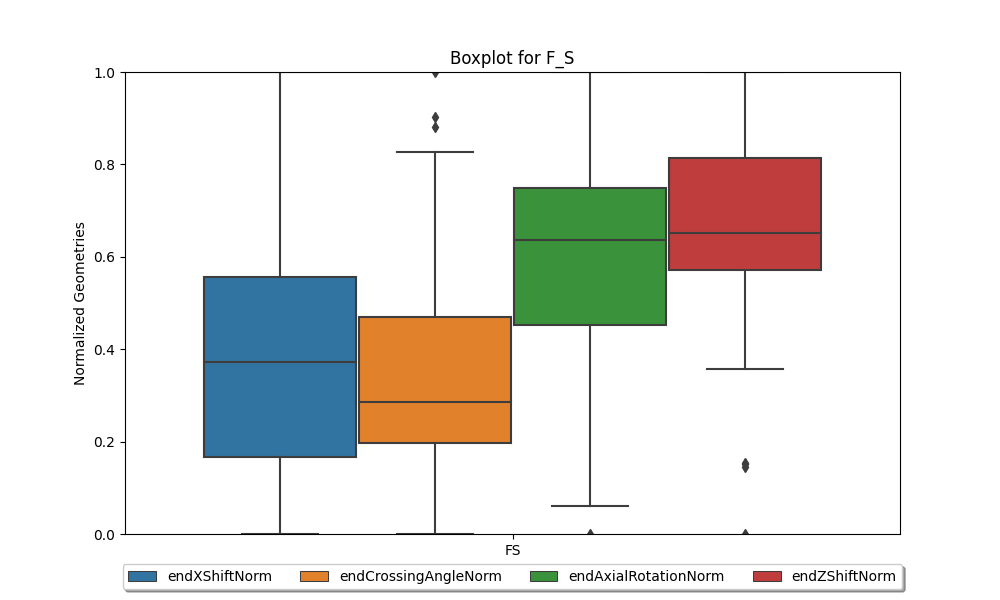 Boxplot for F_S
1.0
0.8
0.6
0.4
0.2
0.0
Normalized Geometries
FS
endXShiftNorm endCrossingAngleNorm endAxialRotationNorm endZShiftNorm